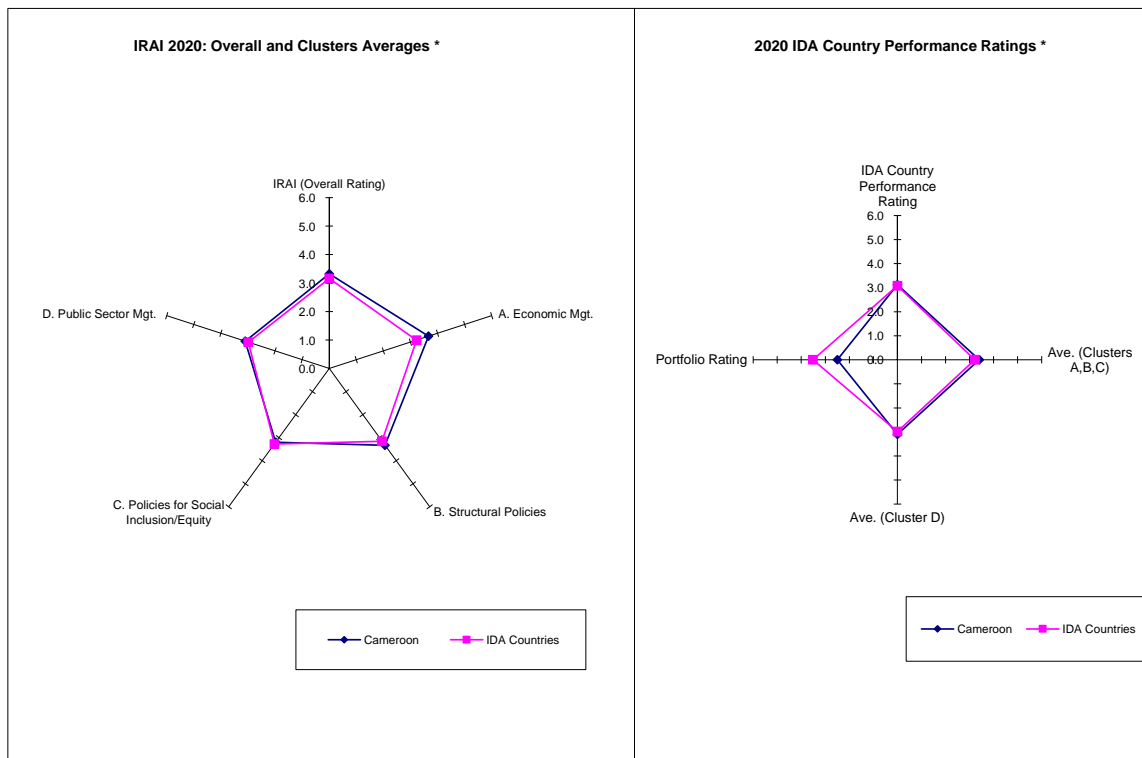 IRAI 2020: Overall and Clusters Averages *
IRAI (Overall Rating)
6.0
5.0
4.0
3.0
2.0
1.0
0.0
A. Economic Mgt.
B. Structural Policies
C. Policies for Social
Inclusion/Equity
D. Public Sector Mgt.
Cameroon
IDA Countries
2020 IDA Country Performance Ratings *
IDA Country
Performance
Rating
6.0
5.0
4.0
3.0
2.0
1.0
0.0
Ave. (Clusters
A,B,C)
Ave. (Cluster D)
Portfolio Rating
Cameroon
IDA Countries